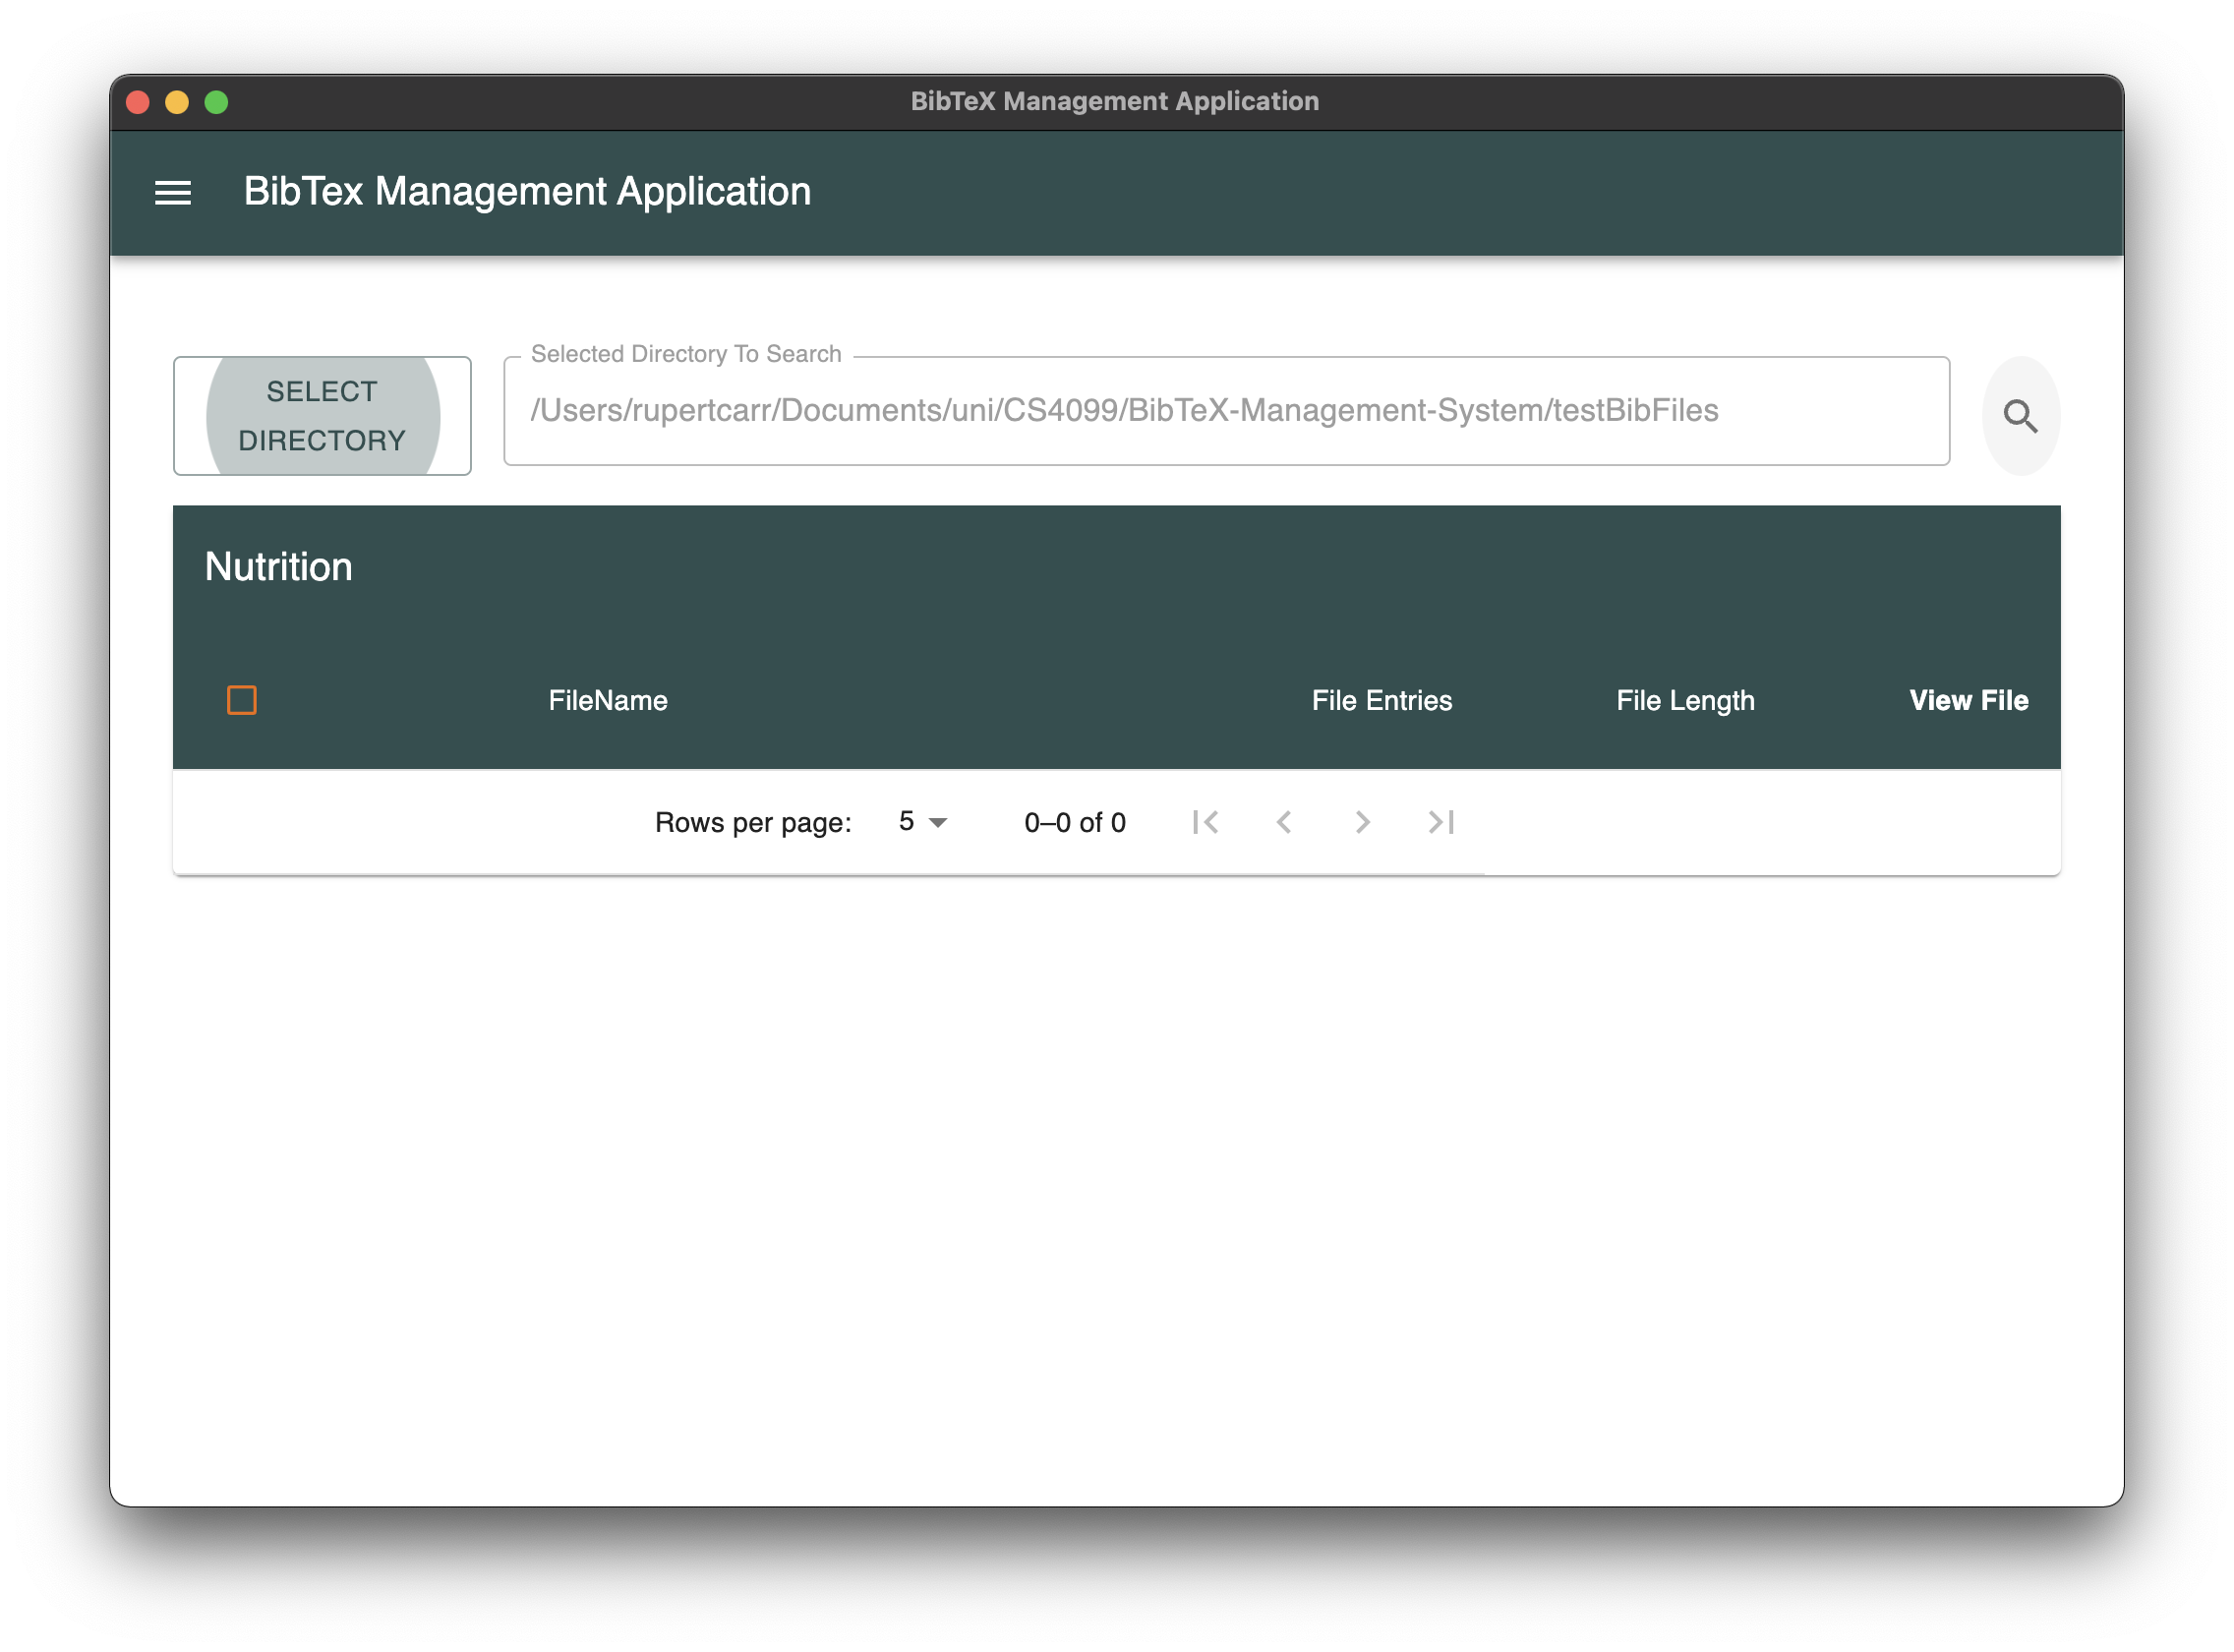 BibTeX Management Application
BibTex Management Application
Selected Directory To Search
SELECT
DIRECTORY
/Users/rupertcarr/Documents/uni/CS4099/BibTeX-Management-System/testBibFiles
Nutrition
FileName File Entries File Length View File
Rows per page: 5 0–0 of 0